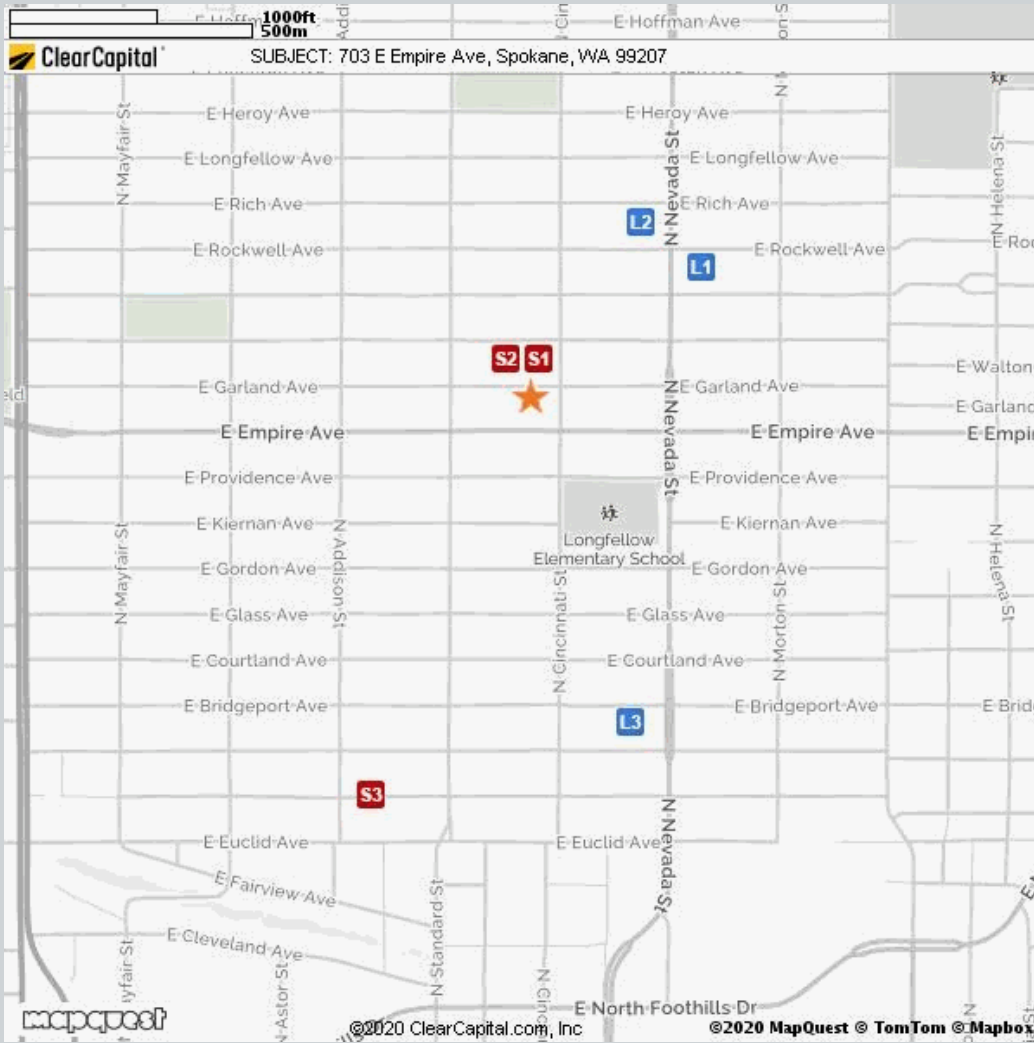 1000ft
E Hoffman Ave
500m
ClearCapital
SUBJECT: 703 E Empire Ave, Spokane, WA 99207
N Mayfair St
E Heroy Ave
E Heroy Ave
E Longfellow Ave
N Nevada St
E Longfellow Ave
N Helena St
E Rich Ave
E Rich Ave
L2
E Rockwell Ave
E Rockwell Ave
L1
S2
S1
E Walton
E Garland Ave
E Garland Ave
E Garland
E Empire Ave
N Nevada St
E Empire Ave
E Providence Ave
E Providence Ave
N Mayfair St
E Kiernan Ave
N Addison St
Longfellow
Elementary School
E Kiernan Ave
N Helena St
E Gordon Ave
E Gordon Ave
E Glass Ave
N Cincinnati St
E Glass Ave
N Morton St
E Courtland Ave
E Courtland Ave
E Bridgeport Ave
L3
E Bridgeport Ave
S3
E Euclid Ave
E Euclid Ave
N Nevada St
E Fairview Ave
N Standard St
E Cleveland Ave
N Astor St
E North Foothills Dr
mapquest
©2020 ClearCapital.com, Inc
©2020 MapQuest © TomTom © Mapbox